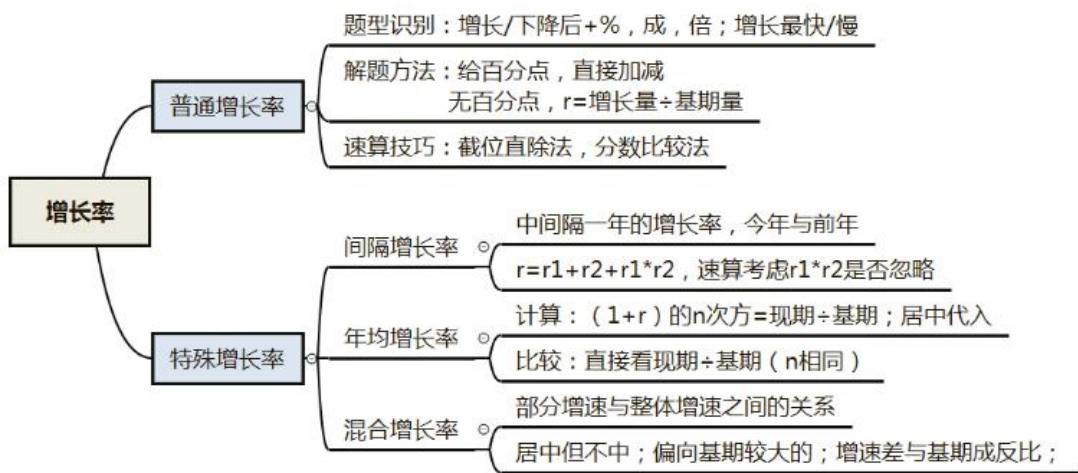 增长率
普通增长率
题型识别：增长/下降后+%，成，倍；增长最快/慢
解题方法：给百分点，直接加减
无百分点，r=增长量÷基期量
速算技巧：截位直除法，分数比较法
特殊增长率
间隔增长率
中间隔一年的增长率，今年与前年
r=r1+r2+r1*r2，速算考虑r1*r2是否忽略
年均增长率
计算：（1+r）的n次方=现期÷基期；居中代入
比较：直接看现期÷基期（n相同）
混合增长率
部分增速与整体增速之间的关系
居中但不中；偏向基期较大的；增速差与基期成反比；